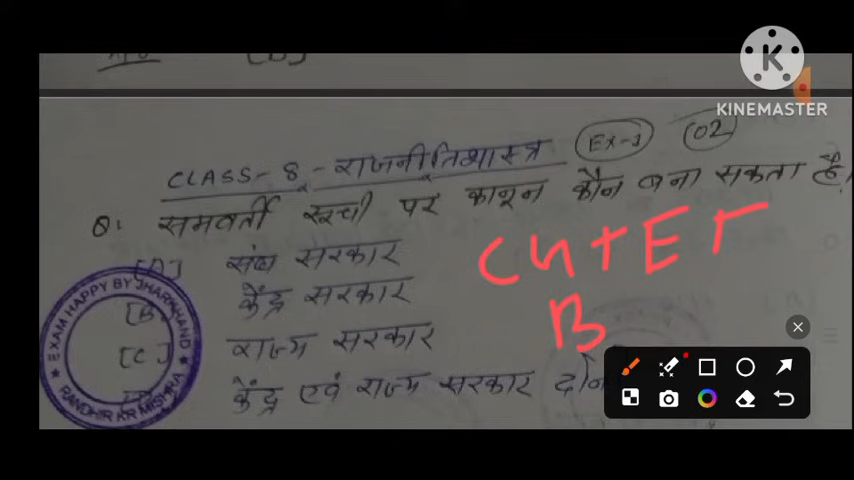 [D]
K
KINEMASTER
CLASS-8 - राजनीतिशास्त्र EX-1 02
Q: समवर्ती सूची पर कानून कौन बना सकता है।
[A] संघ सरकार
[B] केंद्र सरकार
[C] राज्य सरकार
केंद्र एवं राज्य सरकार दोनों
CHTET
B
EXAM HAPPY BY JHARKHAND
RANDHIR KR MISHRA